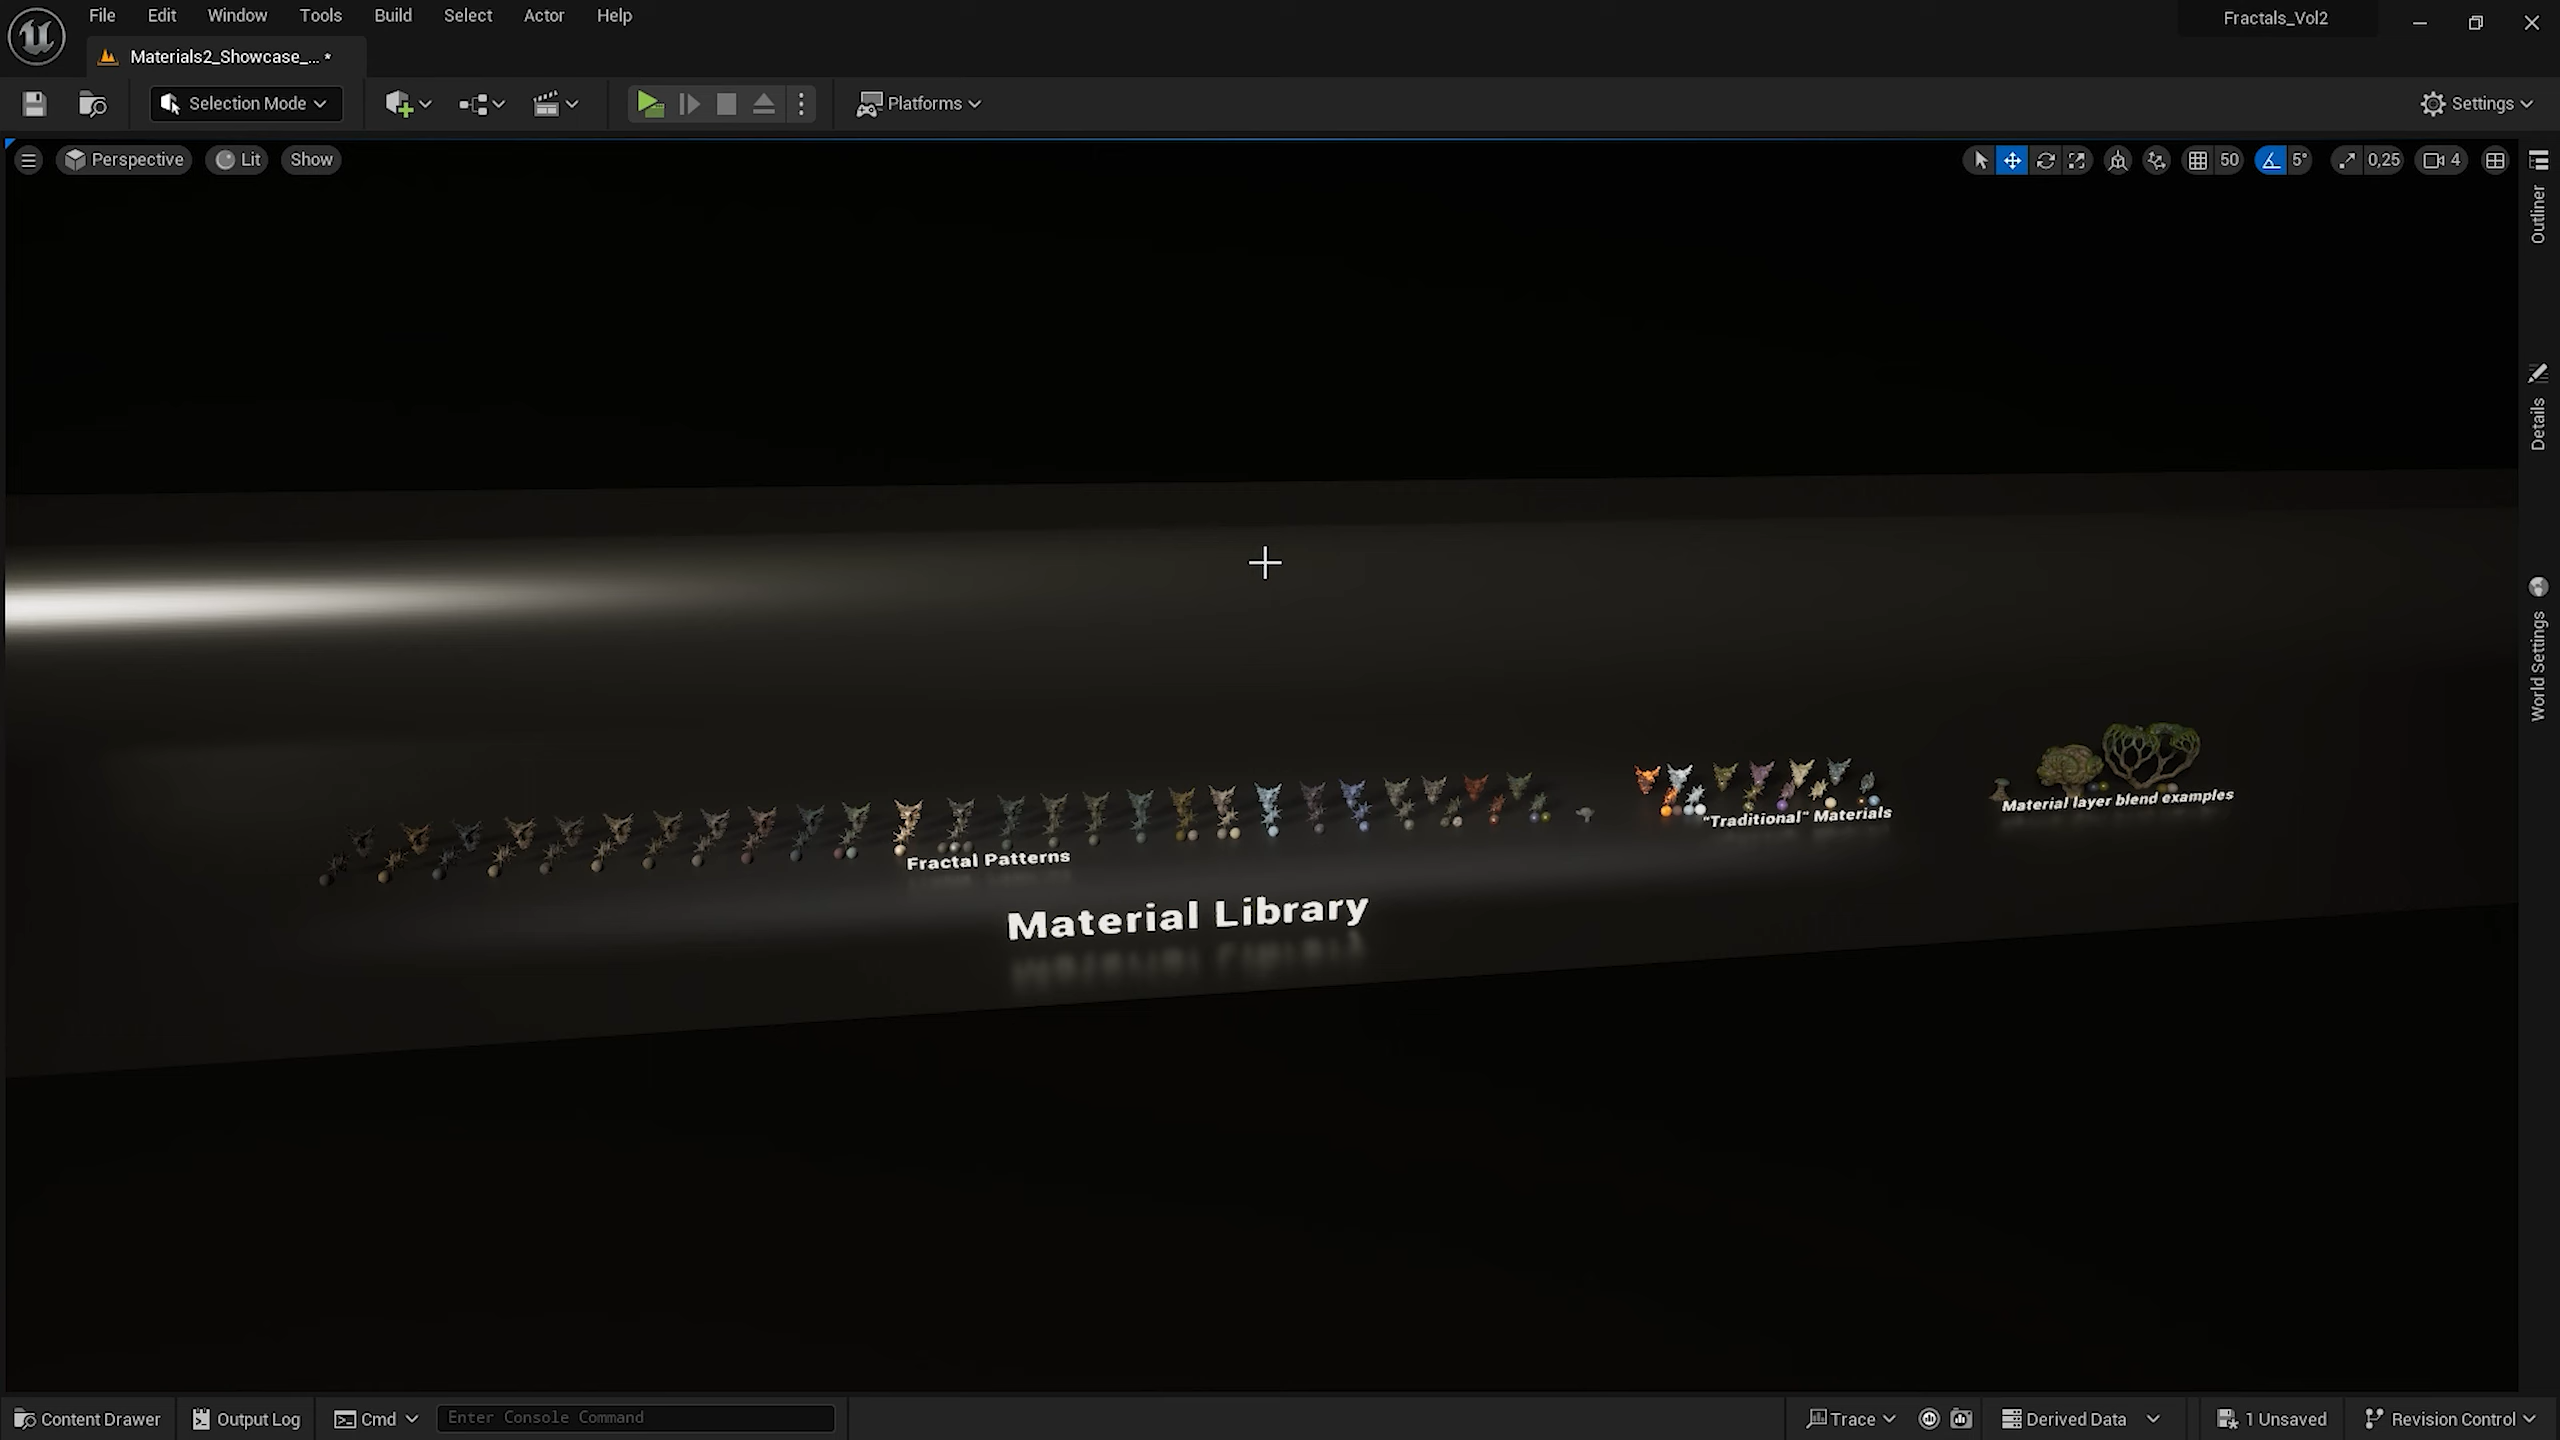 File Edit Window Tools Build Select Actor Help
Fractals_Vol2
Materials2_Showcase_... *
Selection Mode
Platforms
Settings
Perspective Lit Show
50 5° 0,25 4
Outliner
Details
World Settings
Fractal Patterns
"Traditional" Materials
Material layer blend examples
Material Library
Content Drawer Output Log Cmd Enter Console Command
Trace Derived Data 1 Unsaved Revision Control